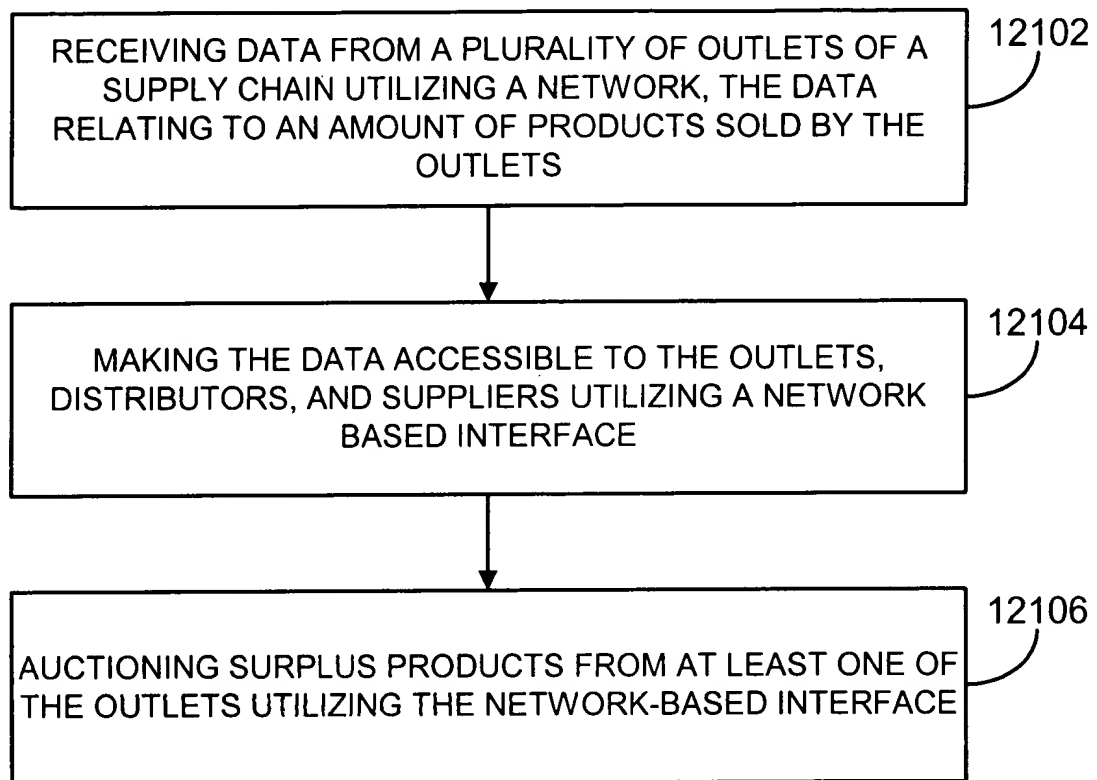 RECEIVING DATA FROM A PLURALITY OF OUTLETS OF A
SUPPLY CHAIN UTILIZING A NETWORK, THE DATA
RELATING TO AN AMOUNT OF PRODUCTS SOLD BY THE
OUTLETS
12102
MAKING THE DATA ACCESSIBLE TO THE OUTLETS,
DISTRIBUTORS, AND SUPPLIERS UTILIZING A NETWORK
BASED INTERFACE
12104
AUCTIONING SURPLUS PRODUCTS FROM AT LEAST ONE OF
THE OUTLETS UTILIZING THE NETWORK-BASED INTERFACE
12106